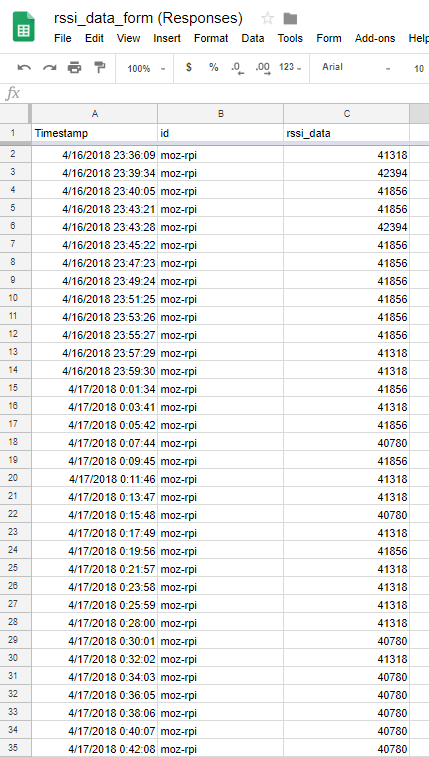 rssi_data_form (Responses)
File Edit View Insert Format Data Tools Form Add-ons Help
100% $ % .0 .00 123 Arial 10
fx
A B C
1 Timestamp id rssi_data
2 4/16/2018 23:36:09 moz-rpi 41318
3 4/16/2018 23:39:34 moz-rpi 42394
4 4/16/2018 23:40:05 moz-rpi 41856
5 4/16/2018 23:43:21 moz-rpi 41856
6 4/16/2018 23:43:28 moz-rpi 42394
7 4/16/2018 23:45:22 moz-rpi 41856
8 4/16/2018 23:47:23 moz-rpi 41856
9 4/16/2018 23:49:24 moz-rpi 41856
10 4/16/2018 23:51:25 moz-rpi 41856
11 4/16/2018 23:53:26 moz-rpi 41856
12 4/16/2018 23:55:27 moz-rpi 41856
13 4/16/2018 23:57:29 moz-rpi 41318
14 4/16/2018 23:59:30 moz-rpi 41318
15 4/17/2018 0:01:34 moz-rpi 41856
16 4/17/2018 0:03:41 moz-rpi 41318
17 4/17/2018 0:05:42 moz-rpi 41856
18 4/17/2018 0:07:44 moz-rpi 40780
19 4/17/2018 0:09:45 moz-rpi 41856
20 4/17/2018 0:11:46 moz-rpi 41318
21 4/17/2018 0:13:47 moz-rpi 41318
22 4/17/2018 0:15:48 moz-rpi 40780
23 4/17/2018 0:17:49 moz-rpi 41318
24 4/17/2018 0:19:56 moz-rpi 41856
25 4/17/2018 0:21:57 moz-rpi 41318
26 4/17/2018 0:23:58 moz-rpi 41318
27 4/17/2018 0:25:59 moz-rpi 41318
28 4/17/2018 0:28:00 moz-rpi 41318
29 4/17/2018 0:30:01 moz-rpi 40780
30 4/17/2018 0:32:02 moz-rpi 41318
31 4/17/2018 0:34:03 moz-rpi 40780
32 4/17/2018 0:36:05 moz-rpi 40780
33 4/17/2018 0:38:06 moz-rpi 40780
34 4/17/2018 0:40:07 moz-rpi 40780
35 4/17/2018 0:42:08 moz-rpi 40780